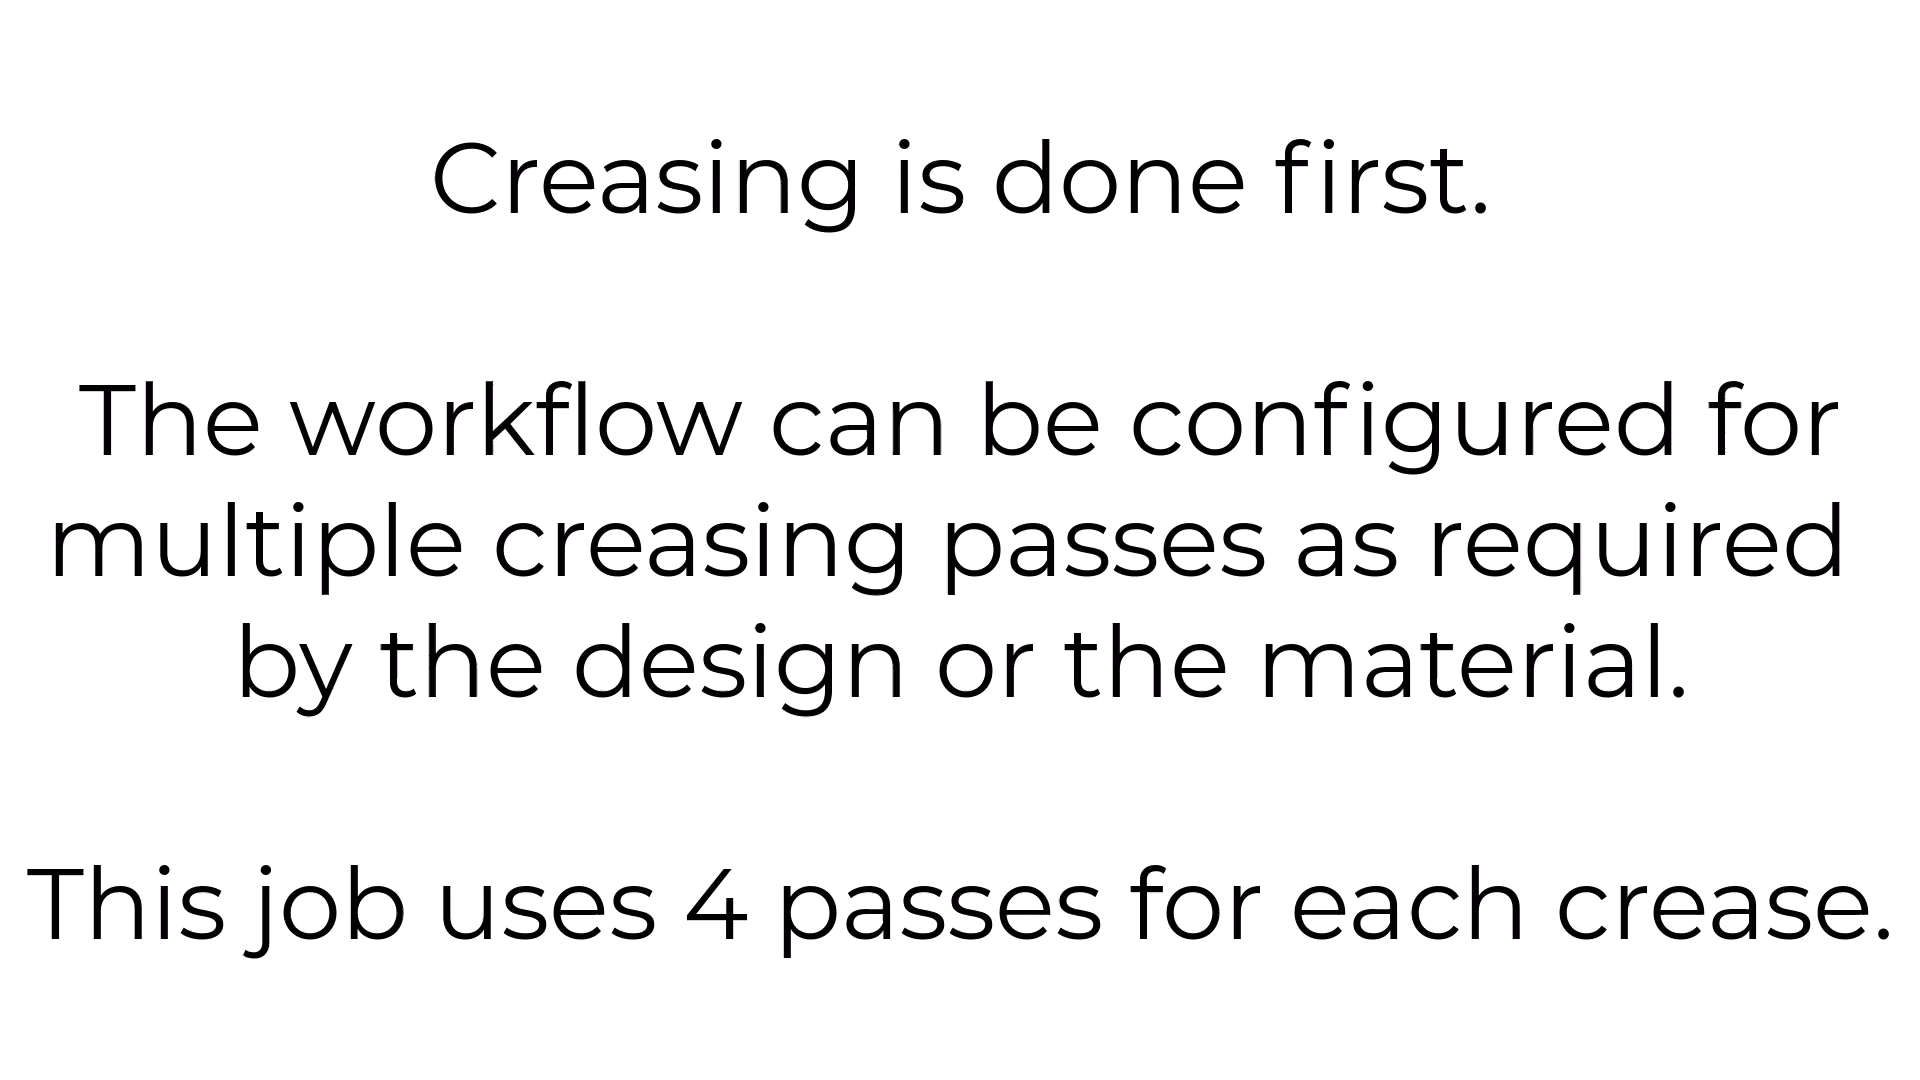 Creasing is done first.
The workflow can be configured for
multiple creasing passes as required
by the design or the material.
This job uses 4 passes for each crease.